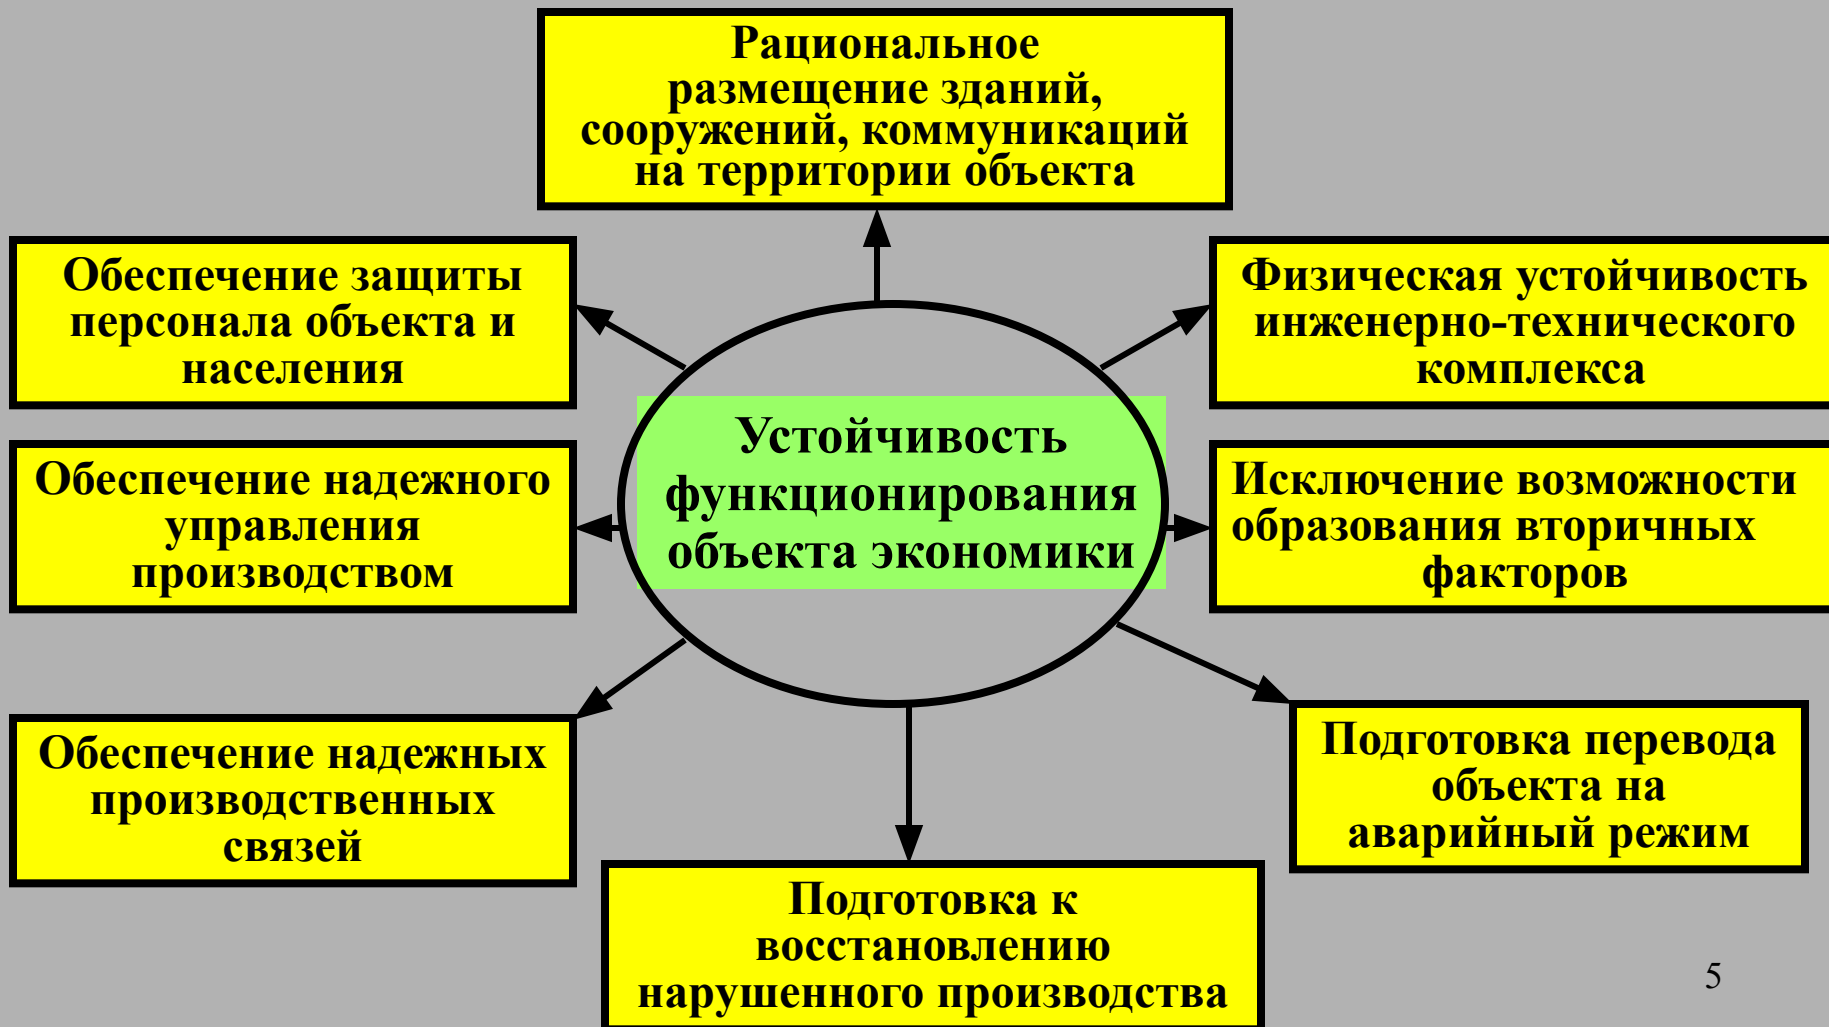 Рациональное
размещение зданий,
сооружений, коммуникаций
на территории объекта
Обеспечение защиты
персонала объекта и
населения
Физическая устойчивость
инженерно-технического
комплекса
Устойчивость
функционирования
объекта экономики
Обеспечение надежного
управления
производством
Исключение возможности
образования вторичных
факторов
Обеспечение надежных
производственных
связей
Подготовка перевода
объекта на
аварийный режим
Подготовка к
восстановлению
нарушенного производства
5